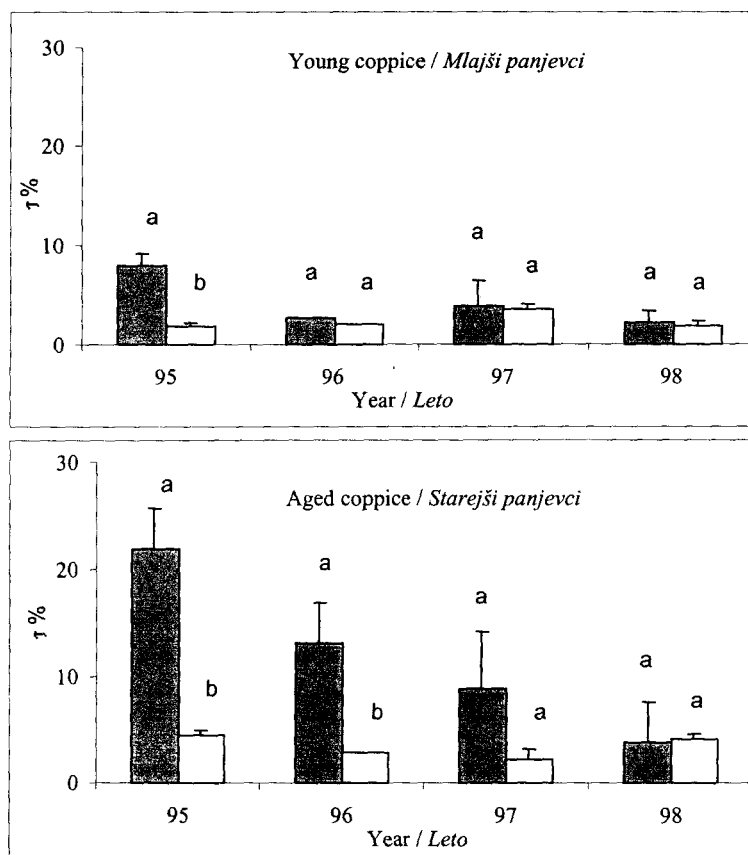 Young coppice / Mlajši panjevci
30
20
10
0
τ %
a
b
a
a
a
a
a
a
95
96
97
98
Year / Leto
Aged coppice / Starejši panjevci
30
20
10
0
τ %
a
b
a
b
a
a
a
a
95
96
97
98
Year / Leto